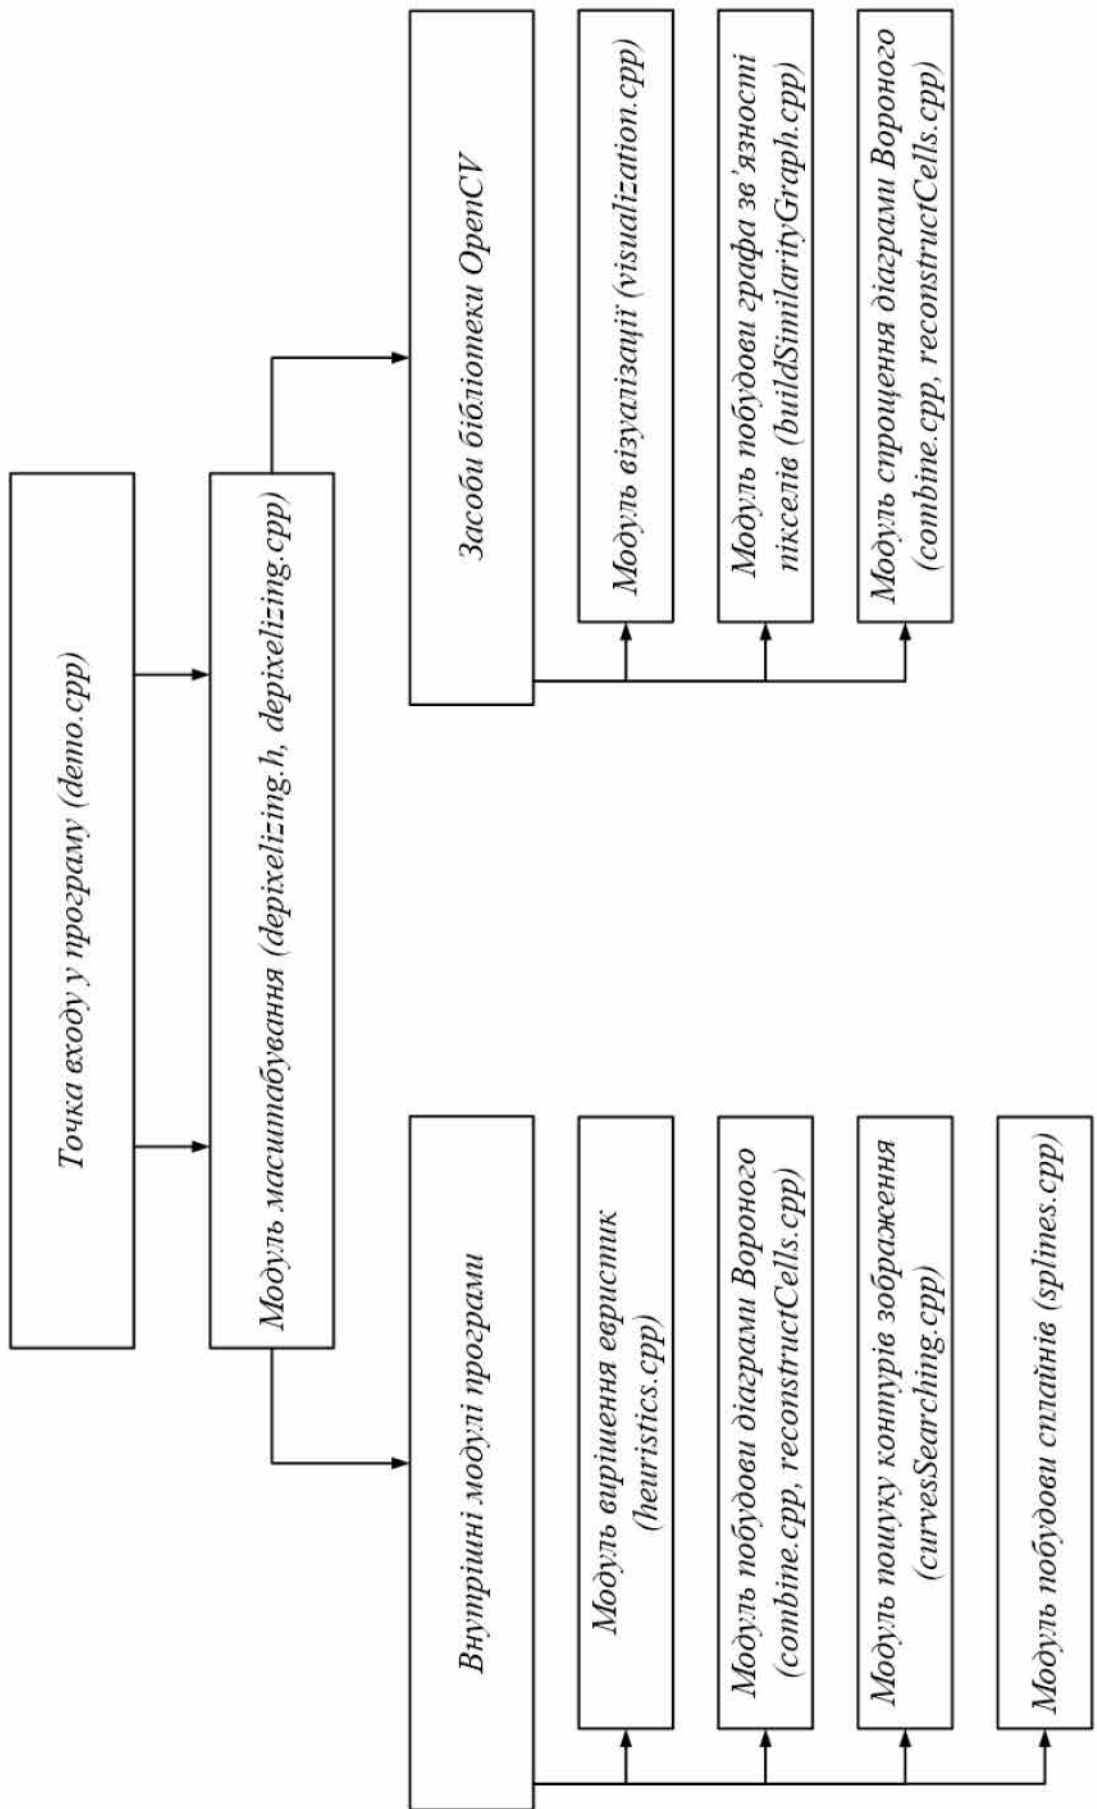 Точка входу у програму (demo.cpp)
Модуль масштабування (depixelizing.h, depixelizing.cpp)
Внутрішні модулі програми
Модуль вирішення евристик
(heuristics.cpp)
Модуль побудови діаграми Вороного
(combine.cpp, reconstructCells.cpp)
Модуль пошуку контурів зображення
(curvesSearching.cpp)
Модуль побудови сплайнів (splines.cpp)
Засоби бібліотеки OpenCV
Модуль візуалізації (visualization.cpp)
Модуль побудови графа зв'язності
пікселів (buildSimilarityGraph.cpp)
Модуль спрощення діаграми Вороного
(combine.cpp, reconstructCells.cpp)